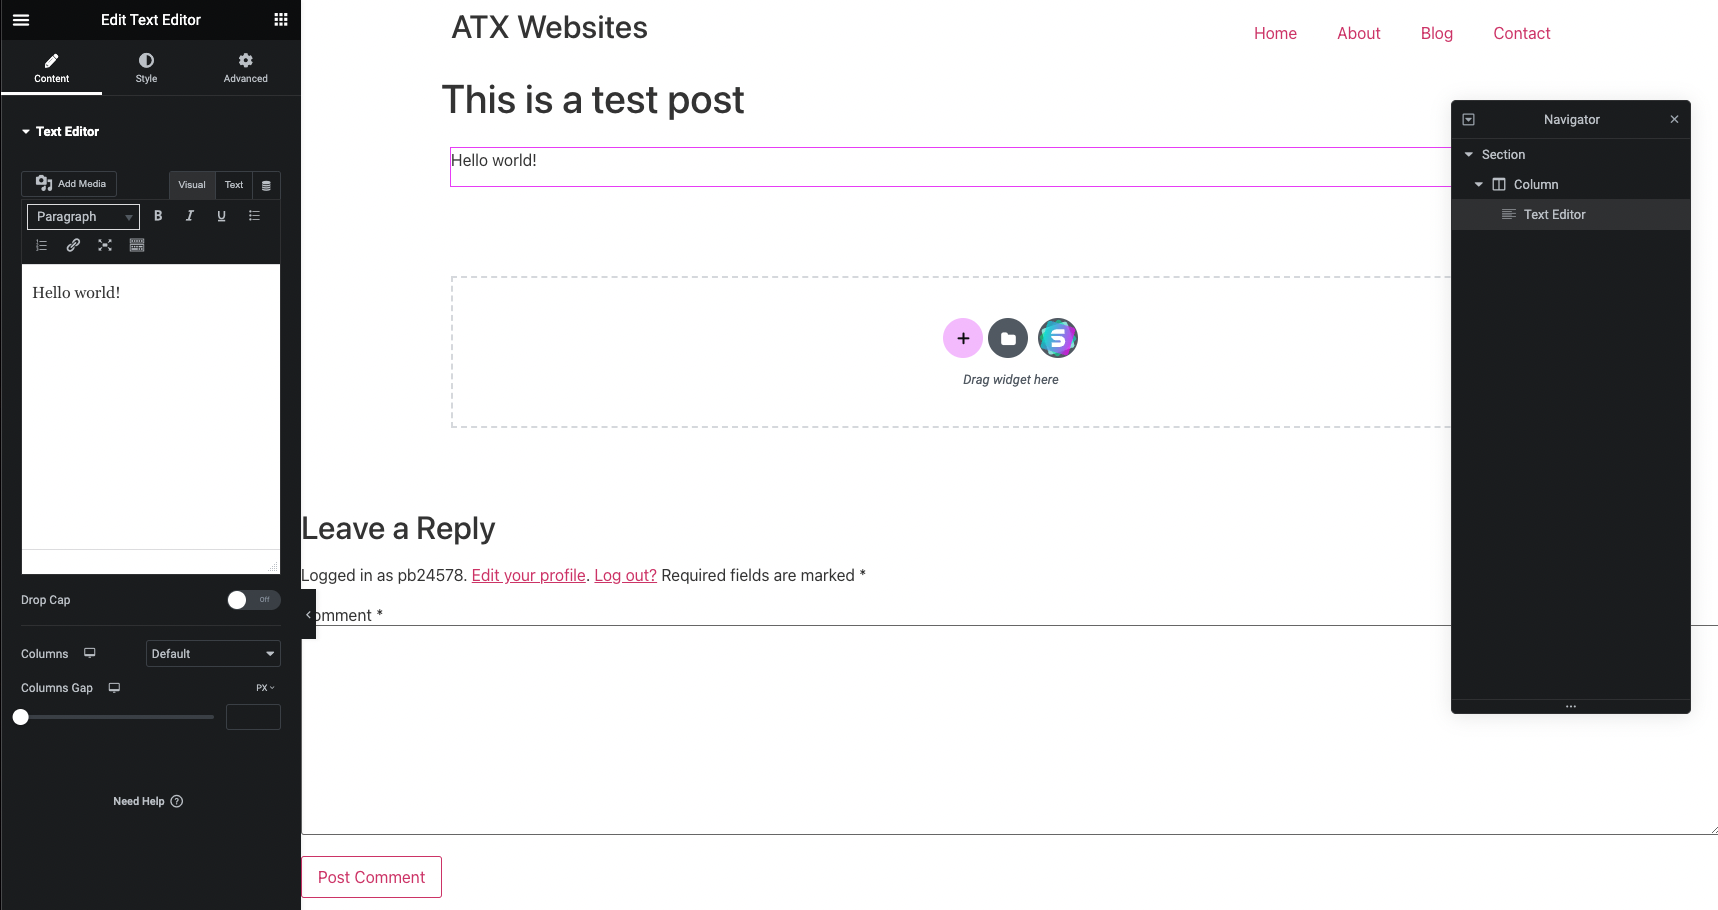 Edit Text Editor
Content
Style
Advanced
Text Editor
Add Media
Visual
Text
Paragraph
B
I
U
Hello world!
Drop Cap
Off
Columns
Default
Columns Gap
PX
Need Help ?
ATX Websites
Home
About
Blog
Contact
This is a test post
Hello world!
+
S
Drag widget here
Leave a Reply
Logged in as pb24578. Edit your profile. Log out? Required fields are marked *
omment *
Post Comment
Navigator
Section
Column
Text Editor